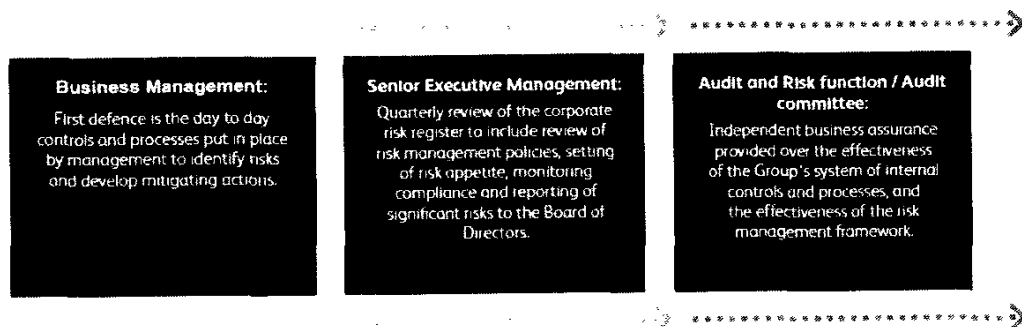 Business Management:
First defence is the day to day
controls and processes put in place
by management to identify risks
and develop mitigating actions.
Senior Executive Management:
Quarterly review of the corporate
risk register to include review of
risk management policies, setting
of risk appetite, monitoring
compliance and reporting of
significant risks to the Board of
Directors.
Audit and Risk function / Audit
committee:
Independent business assurance
provided over the effectiveness
of the Group's system of internal
controls and processes, and
the effectiveness of the risk
management framework.